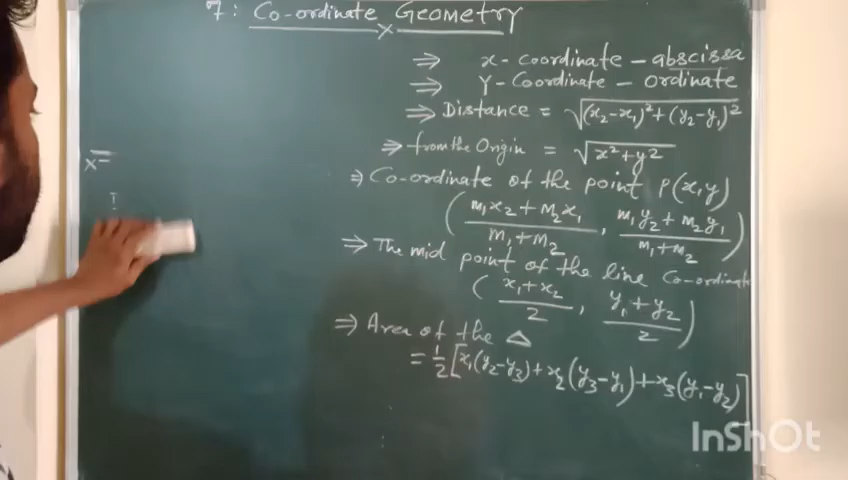 7: Co-ordinate Geometry
x
⇒ x-coordinate-abscissa
⇒ Y-Coordinate-ordinate
⇒ Distance = √(x₂-x₁)²+(y₂-y₁)²
⇒ from the Origin = √x²+y²
x=
⇒ Co-ordinate of the point P(x,y)
(m₁x₂+m₂x₁/m₁+m₂, m₁y₂+m₂y₁/m₁+m₂)
⇒ The mid point of the line Co-ordinate
(x₁+x₂/2, y₁+y₂/2)
⇒ Area of the △
= 1/2[x₁(y₂-y₃)+x₂(y₃-y₁)+x₃(y₁-y₂)]
InShOt